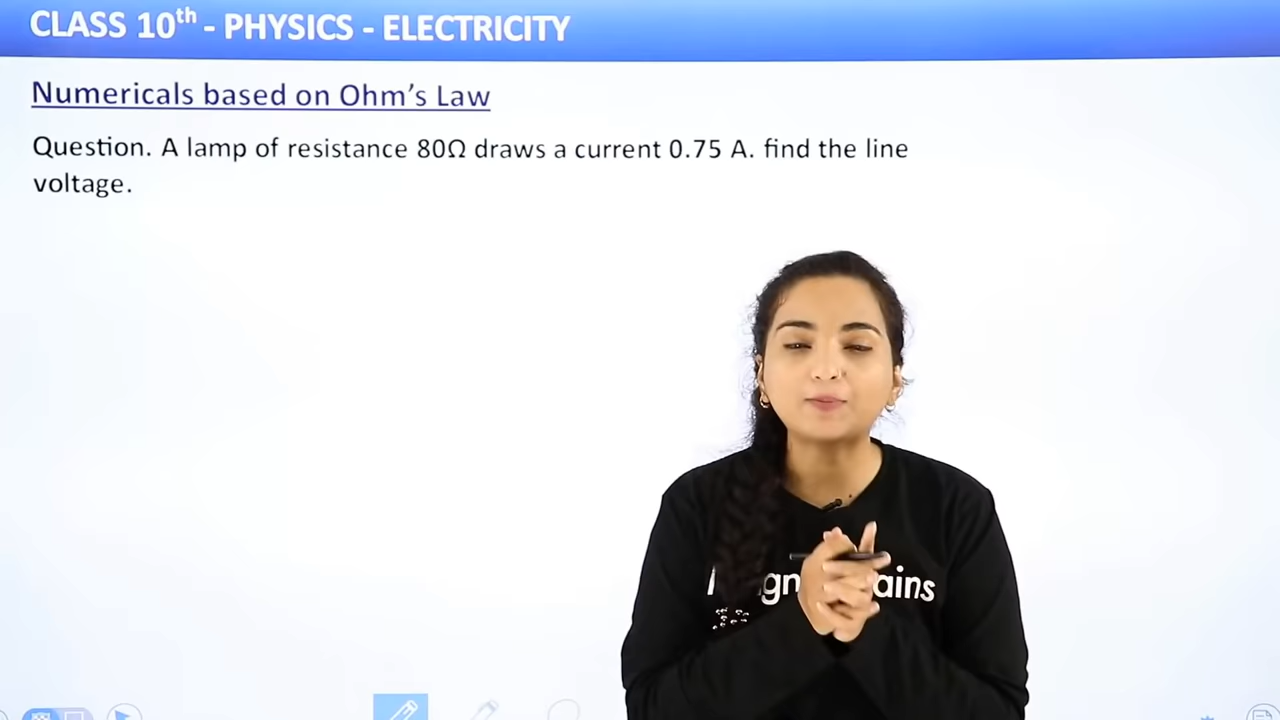 CLASS 10th - PHYSICS - ELECTRICITY
Numericals based on Ohm's Law
Question. A lamp of resistance 80Ω draws a current 0.75 A. find the line
voltage.